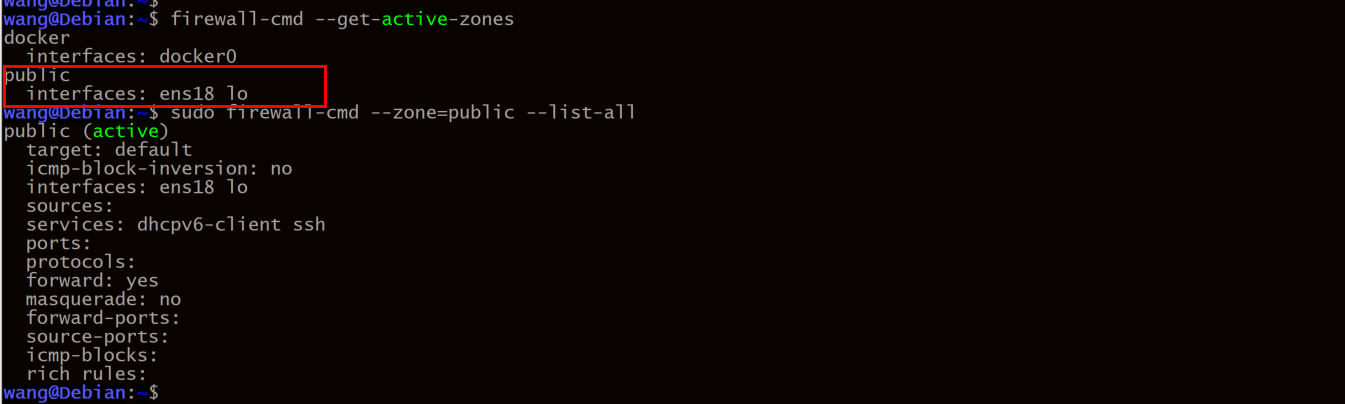 wang@Debian:~$
wang@Debian:~$ firewall-cmd --get-active-zones
docker
  interfaces: docker0
public
  interfaces: ens18 lo
wang@Debian:~$ sudo firewall-cmd --zone=public --list-all
public (active)
  target: default
  icmp-block-inversion: no
  interfaces: ens18 lo
  sources:
  services: dhcpv6-client ssh
  ports:
  protocols:
  forward: yes
  masquerade: no
  forward-ports:
  source-ports:
  icmp-blocks:
  rich rules:
wang@Debian:~$